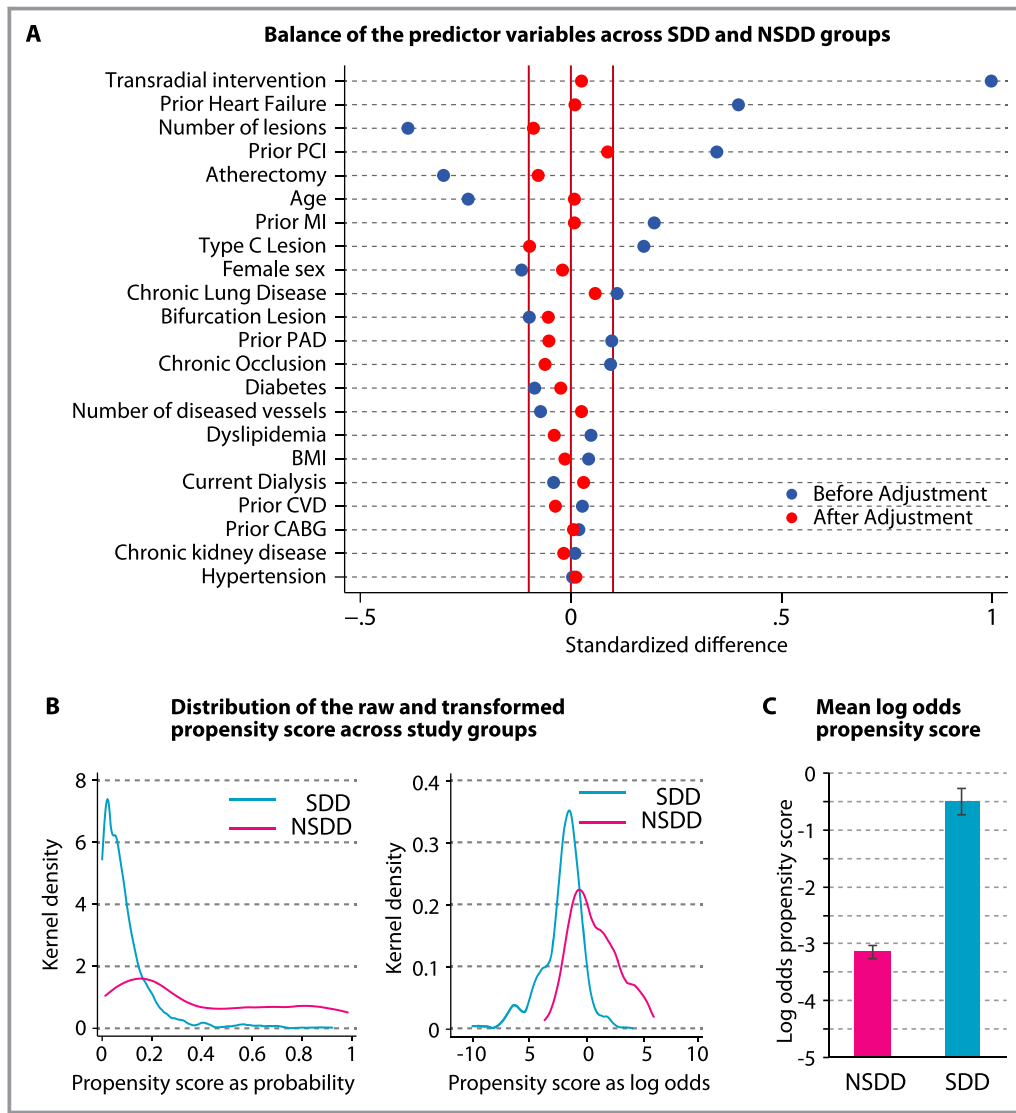 A
Balance of the predictor variables across SDD and NSDD groups
Transradial intervention
Prior Heart Failure
Number of lesions
Prior PCI
Atherectomy
Age
Prior MI
Type C Lesion
Female sex
Chronic Lung Disease
Bifurcation Lesion
Prior PAD
Chronic Occlusion
Diabetes
Number of diseased vessels
Dyslipidemia
BMI
Current Dialysis
Prior CVD
Prior CABG
Chronic kidney disease
Hypertension
Before Adjustment
After Adjustment
−.5 0 .5 1
Standardized difference
B
Distribution of the raw and transformed
propensity score across study groups
8
6
4
2
0
Kernel density
SDD
NSDD
0 0.2 0.4 0.6 0.8 1
Propensity score as probability
0.4
0.3
0.2
0.1
0
Kernel density
SDD
NSDD
-10 5 0 5 10
Propensity score as log odds
C
Mean log odds
propensity score
0
-1
-2
-3
-4
-5
Log odds propensity score
NSDD SDD